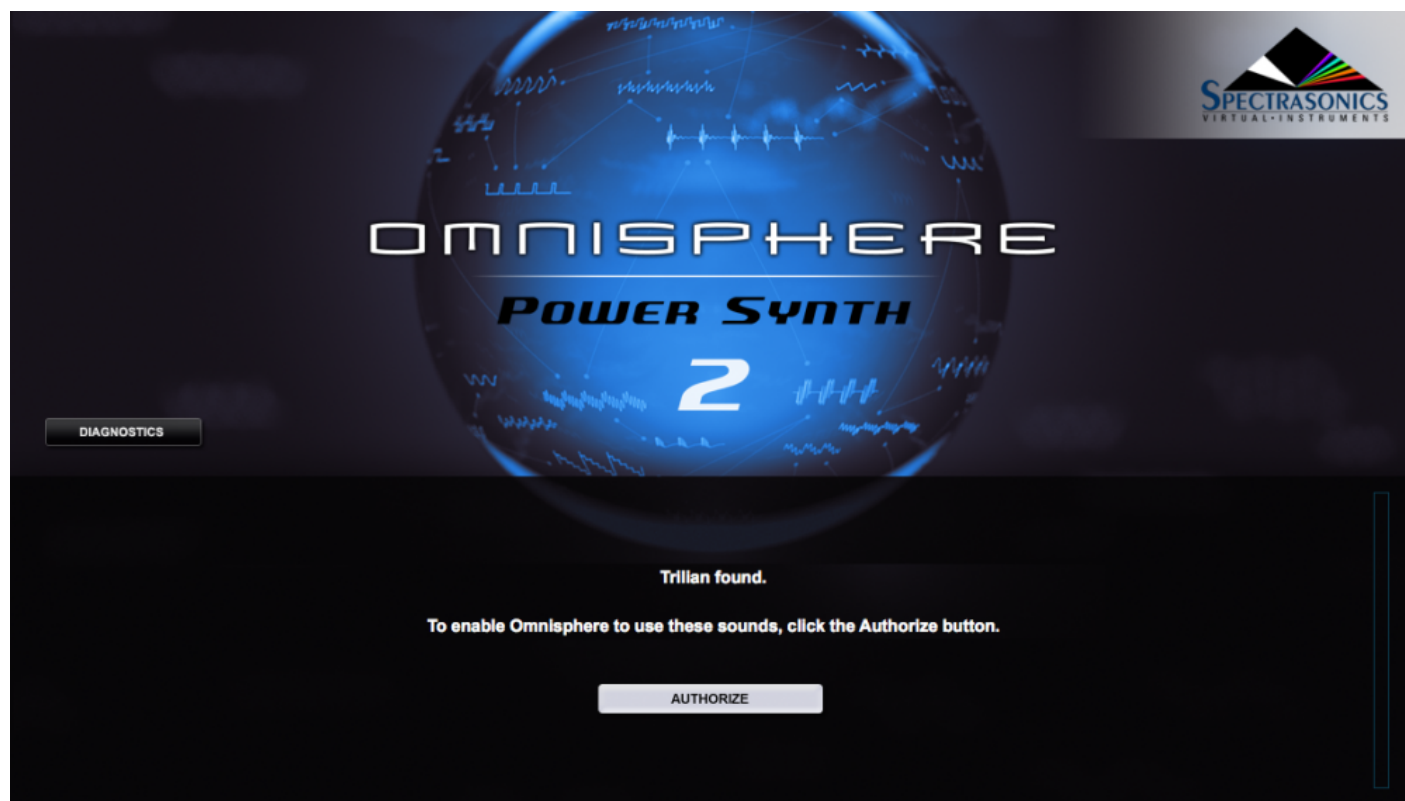 SPECTRASONICS
VIRTUAL•INSTRUMENTS
OMNISPHERE
POWER SYNTH
2
DIAGNOSTICS
Trilian found.
To enable Omnisphere to use these sounds, click the Authorize button.
AUTHORIZE